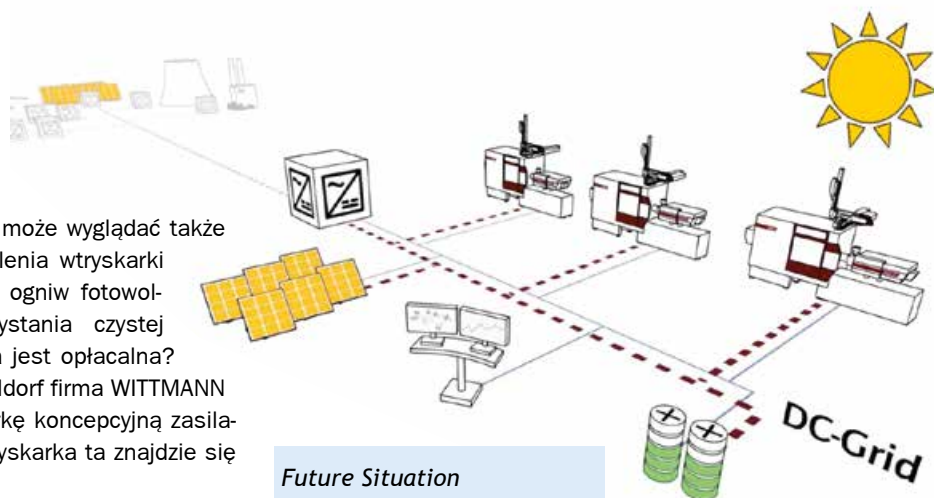 może wyglądać także
lenia wtryskarki
ogniw fotowol-
ystania czystej
jest opłacalna?
ldorf firma WITTMANN
rkę koncepcyjną zasila-
yskarka ta znajdzie się
DC-Grid
Future Situation